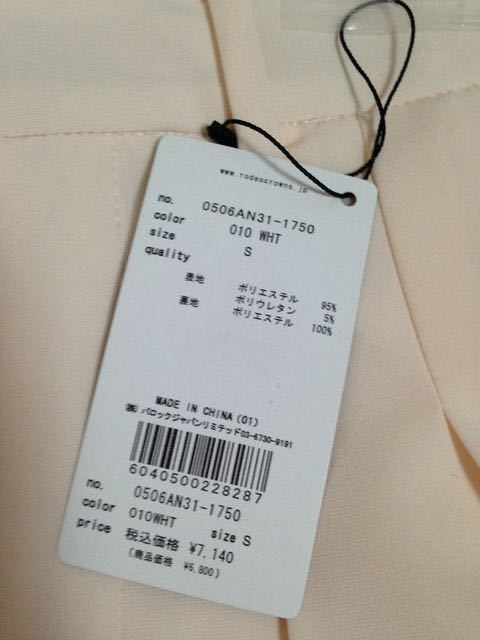 www.rodeocrowns.jp
no. 0506AN31-1750
color 010 WHT
size S
quality
表地 ポリエステル 95%
ポリウレタン 5%
裏地 ポリエステル 100%
MADE IN CHINA(01)
㈱バロックジャパンリミテッド03-6730-9191
6040500228287
no. 0506AN31-1750
color 010WHT size S
price 税込価格 ¥7,140
(商品価格 ¥6,800)